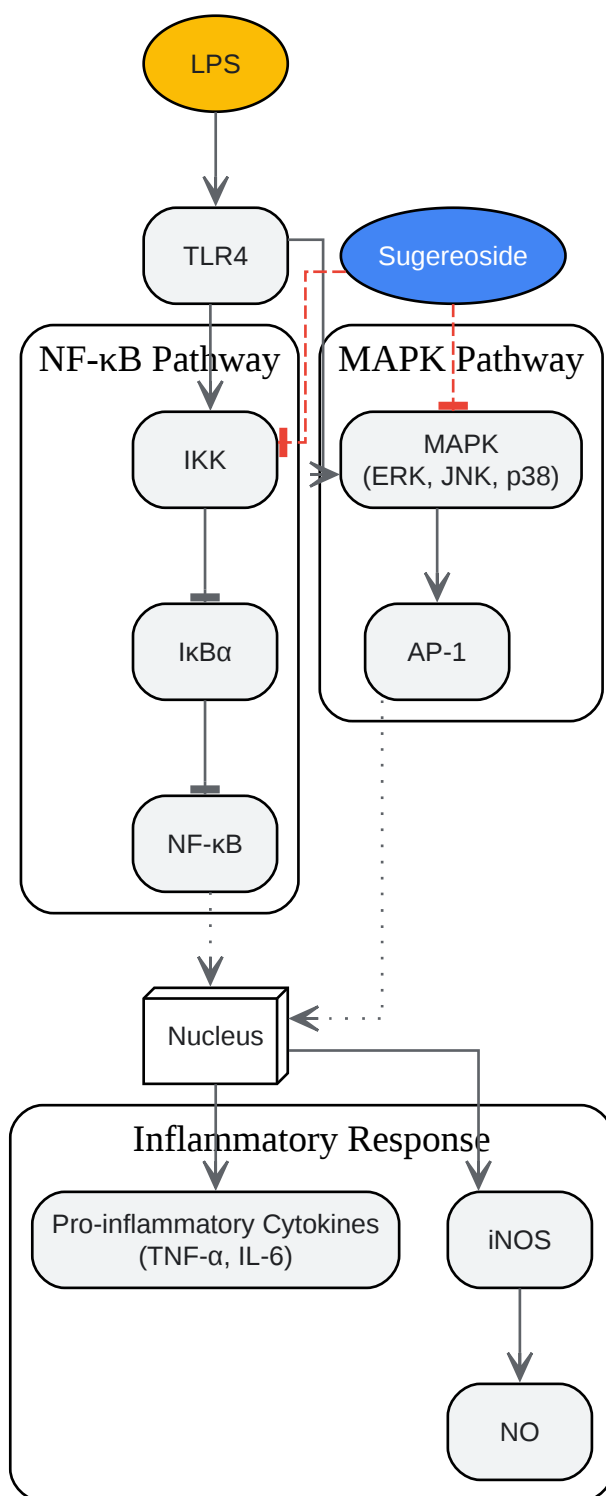 LPS
TLR4
Sugereoside
NF-κB Pathway
MAPK Pathway
IKK
MAPK
(ERK, JNK, p38)
IκBα
AP-1
NF-κB
Nucleus
Inflammatory Response
Pro-inflammatory Cytokines
(TNF-α, IL-6)
iNOS
NO